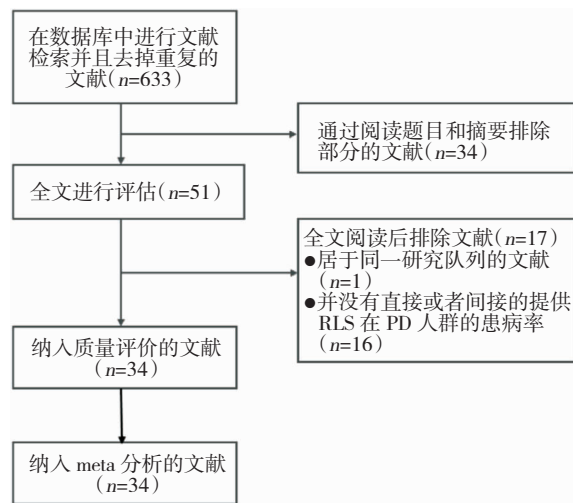 在数据库中进行文献
检索并且去掉重复的
文献(n=633)
通过阅读题目和摘要排除
部分的文献(n=34)
全文进行评估(n=51)
全文阅读后排除文献(n=17)
●居于同一研究队列的文献
(n=1)
●并没有直接或者间接的提供
RLS 在 PD 人群的患病率
(n=16)
纳入质量评价的文献
(n=34)
纳入 meta 分析的文献
(n=34)